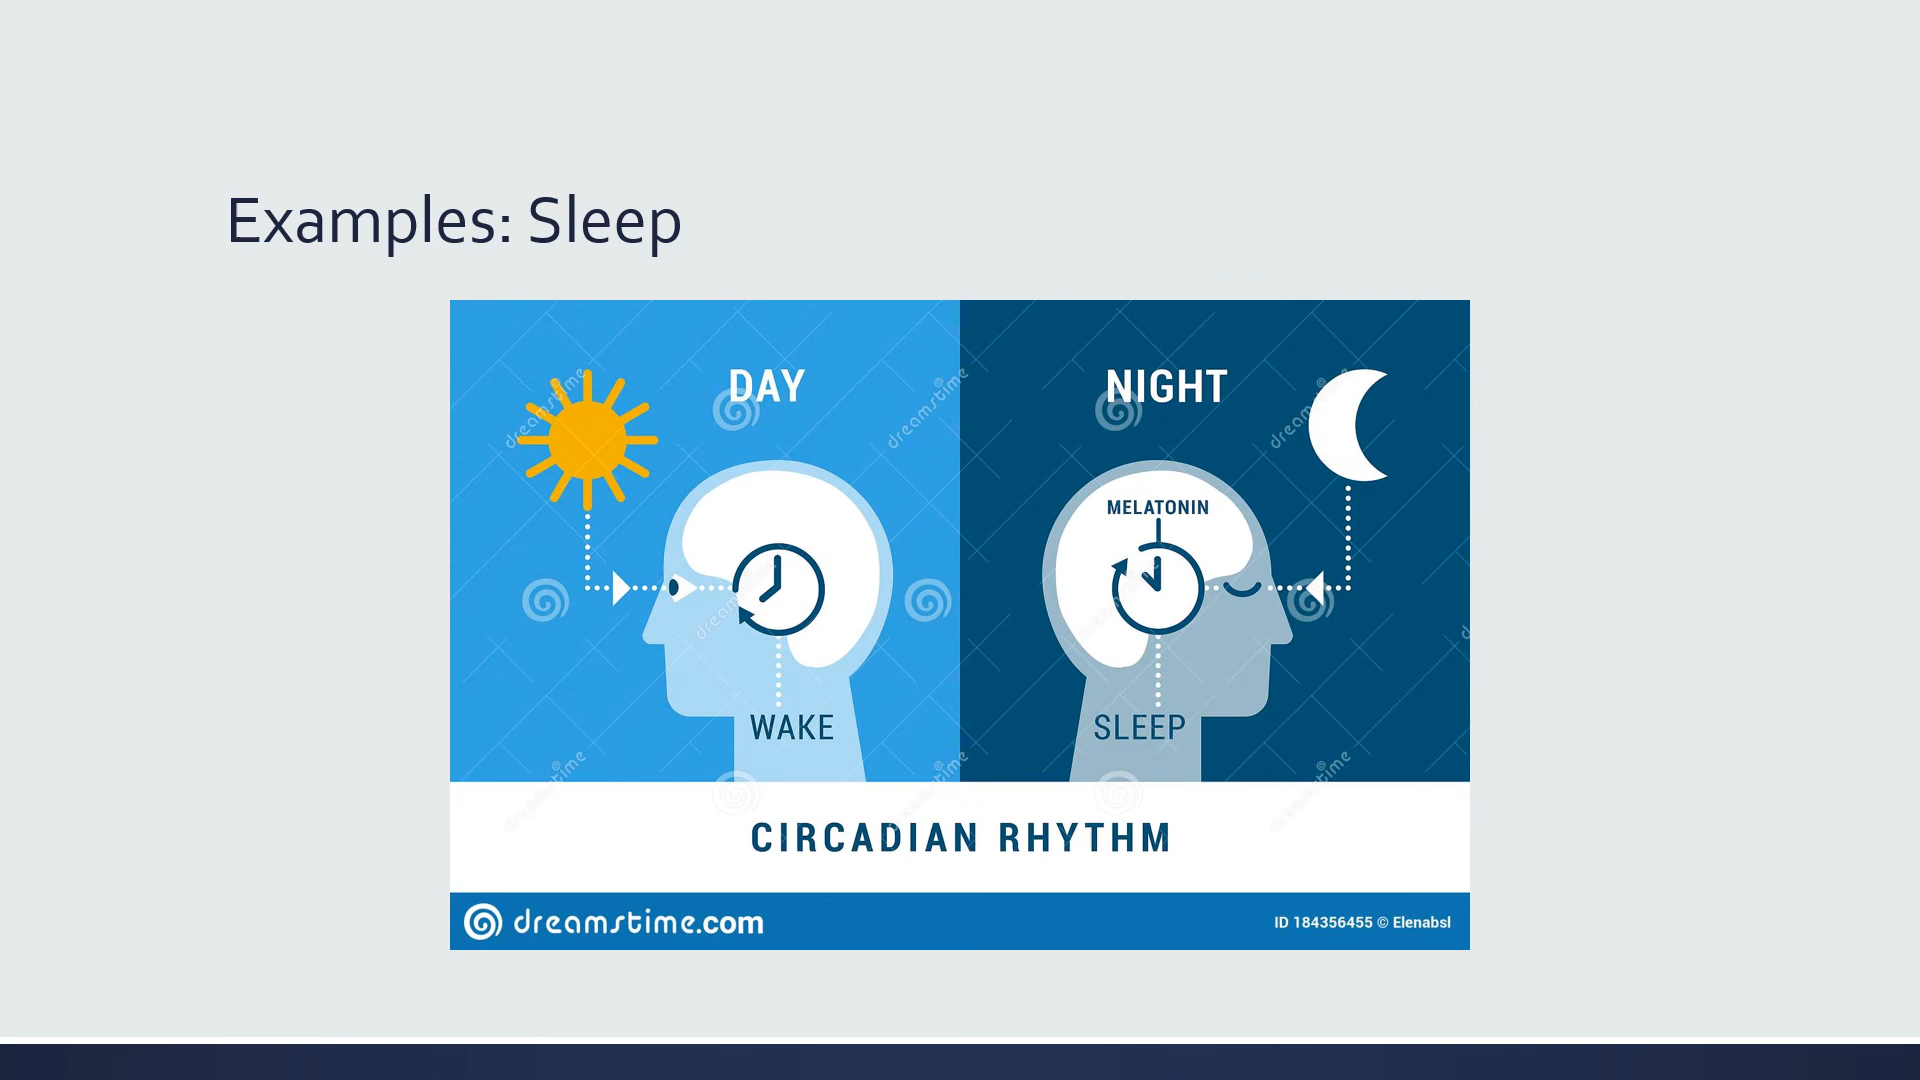 Examples: Sleep
DAY
NIGHT
MELATONIN
WAKE
SLEEP
CIRCADIAN RHYTHM
dreamstime.com
ID 184356455 © Elenabsl